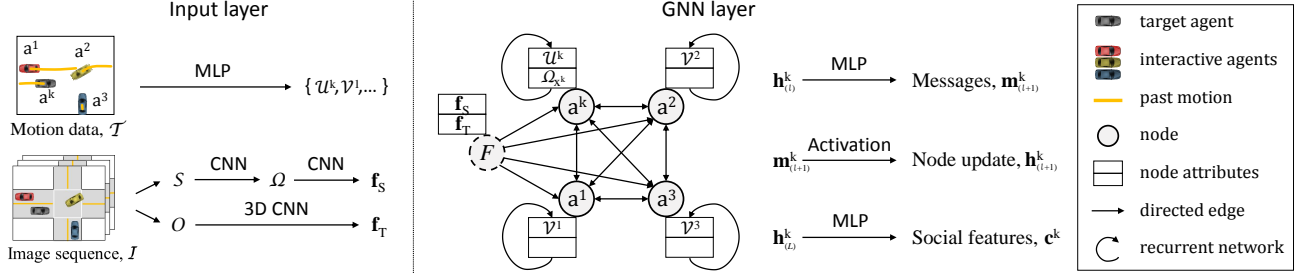 Input layer
a¹ a²
aᵏ a³
Motion data, 𝒯
MLP
{ 𝒰ᵏ, 𝒱¹,... }
CNN CNN
S Ω f_S
3D CNN
O f_T
Image sequence, I
GNN layer
𝒰ᵏ
Ω_xᵏ
𝒱²
f_S
f_T
F
aᵏ a²
a¹ a³
𝒱¹ 𝒱³
h^k_(l) MLP Messages, m^k_(l+1)
m^k_(l+1) Activation Node update, h^k_(l+1)
h^k_(L) MLP Social features, c^k
target agent
interactive agents
past motion
node
node attributes
directed edge
recurrent network